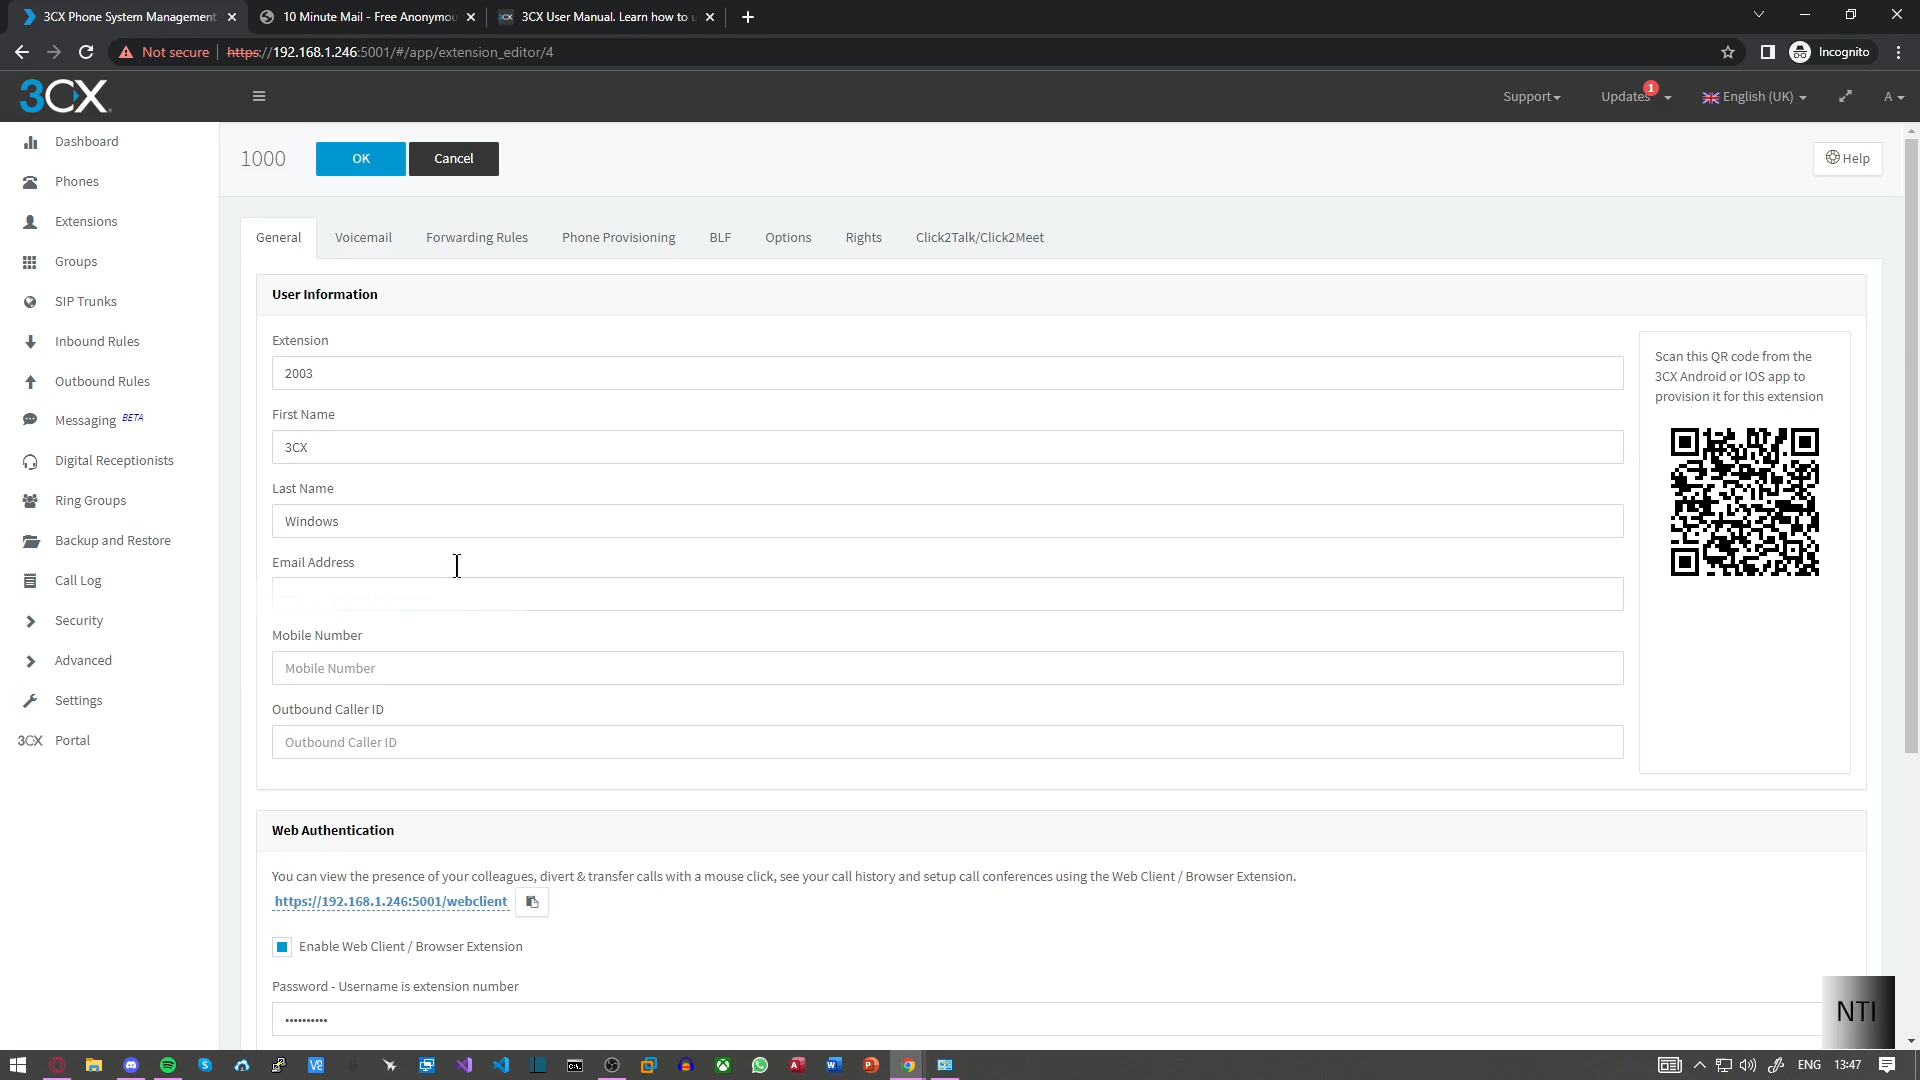 3CX Phone System Management
10 Minute Mail - Free Anonymou
3CX User Manual. Learn how to u
Not secure
https://192.168.1.246:5001/#/app/extension_editor/4
Incognito
3CX
Support
Updates
1
English (UK)
A
Dashboard
Phones
Extensions
Groups
SIP Trunks
Inbound Rules
Outbound Rules
Messaging BETA
Digital Receptionists
Ring Groups
Backup and Restore
Call Log
Security
Advanced
Settings
3CX Portal
1000
OK
Cancel
Help
General
Voicemail
Forwarding Rules
Phone Provisioning
BLF
Options
Rights
Click2Talk/Click2Meet
User Information
Extension
2003
First Name
3CX
Last Name
Windows
Email Address
Mobile Number
Mobile Number
Outbound Caller ID
Outbound Caller ID
Scan this QR code from the
3CX Android or IOS app to
provision it for this extension
Web Authentication
You can view the presence of your colleagues, divert & transfer calls with a mouse click, see your call history and setup call conferences using the Web Client / Browser Extension.
https://192.168.1.246:5001/webclient
Enable Web Client / Browser Extension
Password - Username is extension number
••••••••••
NTI
ENG
13:47